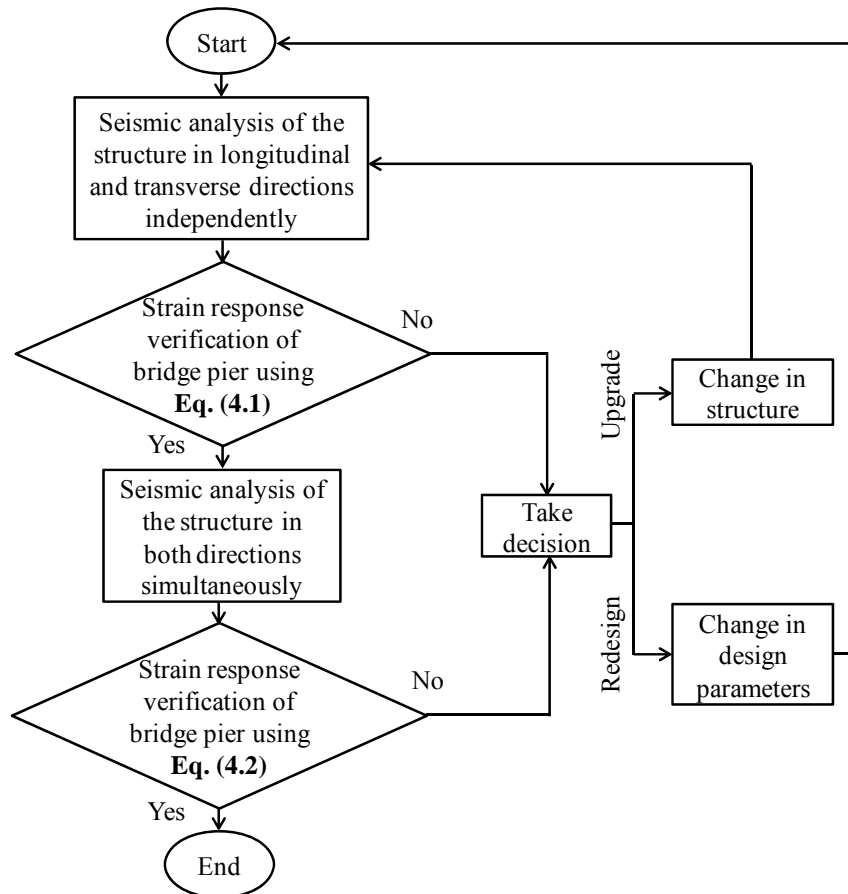 Start
Seismic analysis of the
structure in longitudinal
and transverse directions
independently
Strain response
verification of
bridge pier using
Eq. (4.1)
No
Yes
Seismic analysis of
the structure in
both directions
simultaneously
Strain response
verification of
bridge pier using
Eq. (4.2)
No
Yes
End
Take
decision
Upgrade
Change in
structure
Redesign
Change in
design
parameters